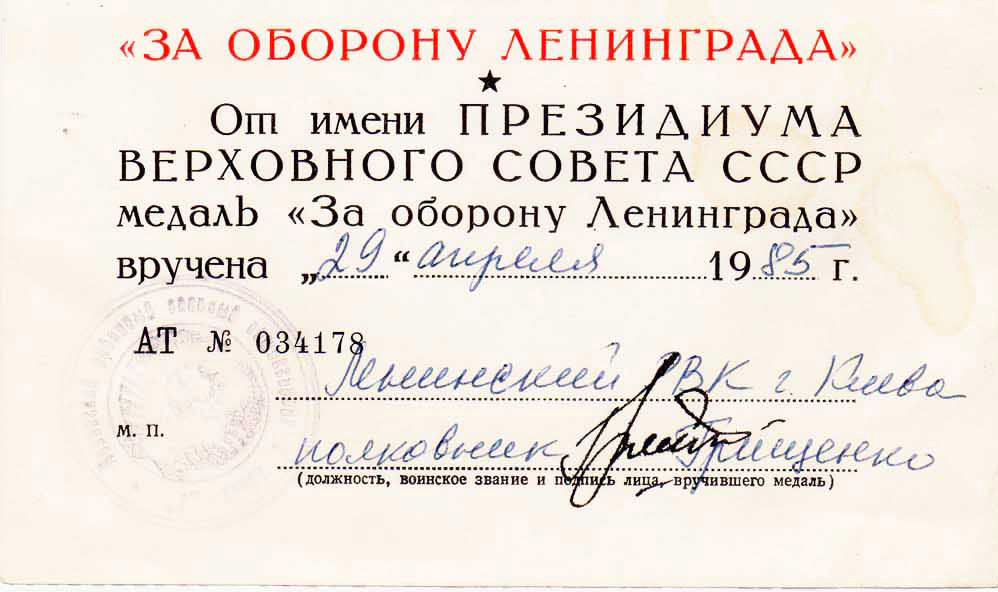 «ЗА ОБОРОНУ ЛЕНИНГРАДА»
От имени ПРЕЗИДИУМА
ВЕРХОВНОГО СОВЕТА СССР
медаль «За оборону Ленинграда»
вручена „29“ апреля 1985 г.
АТ № 034178
РВК г. Киева
м. п.
полковник Грищенко
(должность, воинское звание и подпись лица, вручившего медаль)